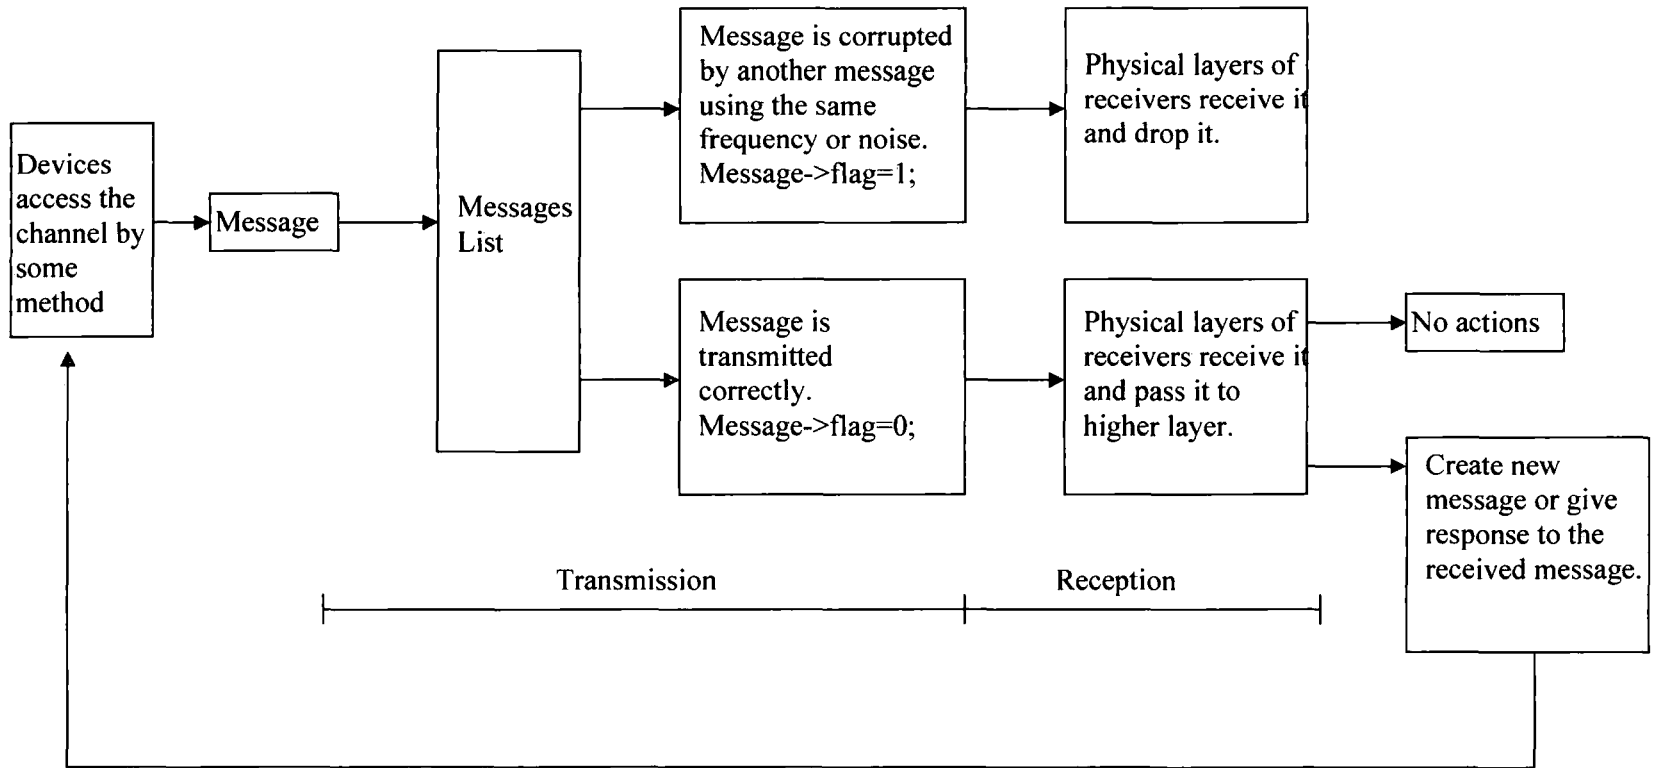 Devices
access the
channel by
some
method
Message
Messages
List
Message is corrupted
by another message
using the same
frequency or noise.
Message->flag=1;
Physical layers of
receivers receive it
and drop it.
Message is
transmitted
correctly.
Message->flag=0;
Physical layers of
receivers receive it
and pass it to
higher layer.
No actions
Create new
message or give
response to the
received message.
Transmission
Reception